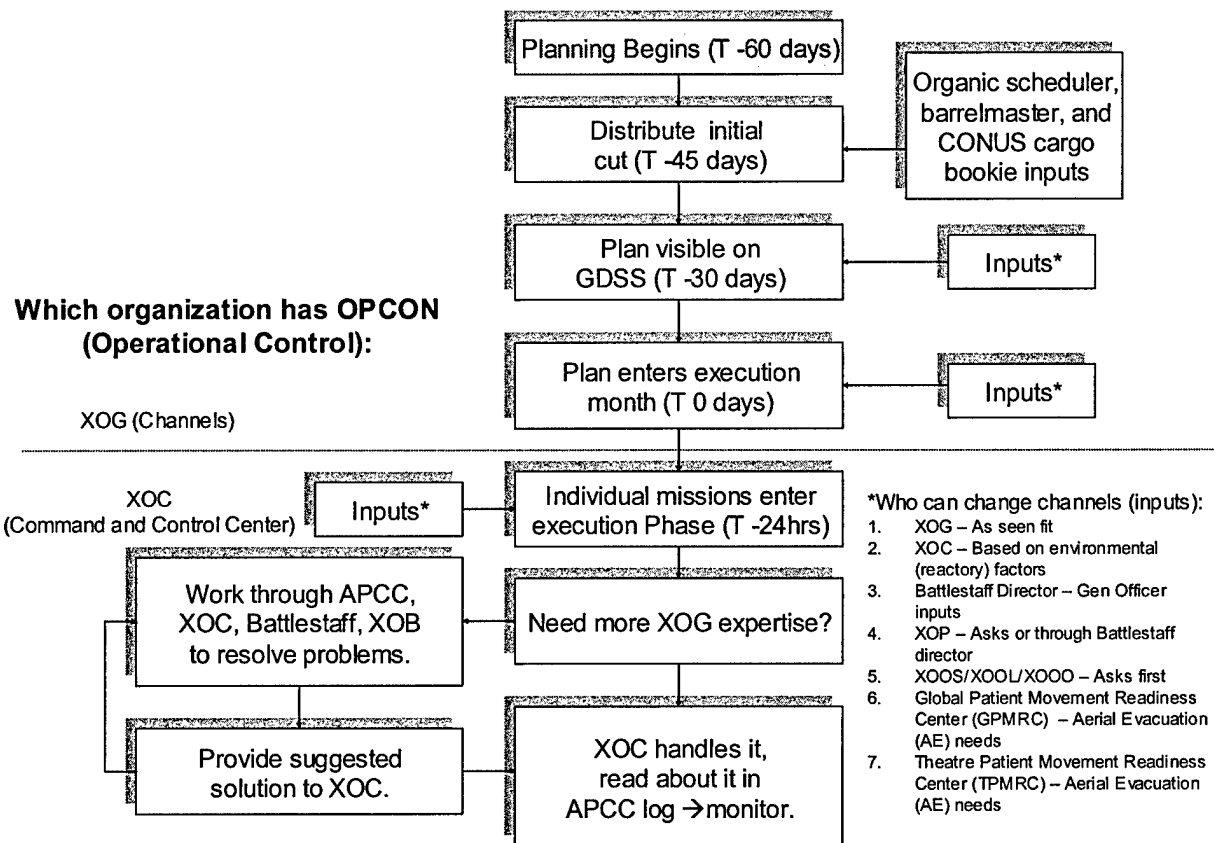 Planning Begins (T -60 days)
Organic scheduler,
barrelmaster, and
CONUS cargo
bookie inputs
Distribute initial
cut (T -45 days)
Plan visible on
GDSS (T -30 days)
Inputs*
Which organization has OPCON
(Operational Control):
Plan enters execution
month (T 0 days)
Inputs*
XOG (Channels)
XOC
(Command and Control Center)
Inputs*
Individual missions enter
execution Phase (T -24hrs)
Work through APCC,
XOC, Battlestaff, XOB
to resolve problems.
Need more XOG expertise?
Provide suggested
solution to XOC.
XOC handles it,
read about it in
APCC log →monitor.
*Who can change channels (inputs):
1. XOG – As seen fit
2. XOC – Based on environmental
(reactory) factors
3. Battlestaff Director – Gen Officer
inputs
4. XOP – Asks or through Battlestaff
director
5. XOOS/XOOL/XOOO – Asks first
6. Global Patient Movement Readiness
Center (GPMRC) – Aerial Evacuation
(AE) needs
7. Theatre Patient Movement Readiness
Center (TPMRC) – Aerial Evacuation
(AE) needs